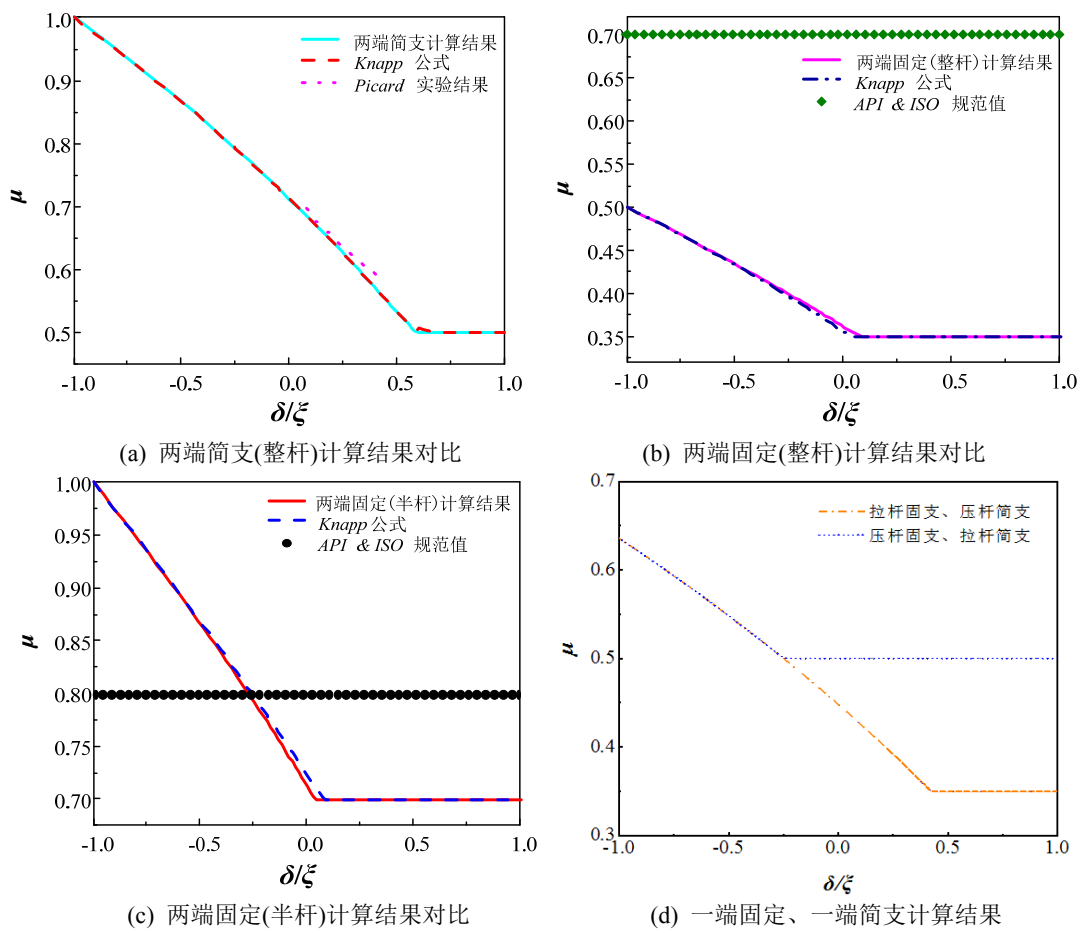 1.0
0.9
0.8
0.7
0.6
0.5
μ
两端简支计算结果
Knapp 公式
Picard 实验结果
-1.0 -0.5 0.0 0.5 1.0
δ/ξ
(a) 两端简支(整杆)计算结果对比
0.70
0.65
0.60
0.55
0.50
0.45
0.40
0.35
μ
两端固定(整杆)计算结果
Knapp 公式
API & ISO 规范值
-1.0 -0.5 0.0 0.5 1.0
δ/ξ
(b) 两端固定(整杆)计算结果对比
1.00
0.95
0.90
0.85
0.80
0.75
0.70
μ
两端固定(半杆)计算结果
Knapp 公式
API & ISO 规范值
-1.0 -0.5 0.0 0.5 1.0
δ/ξ
(c) 两端固定(半杆)计算结果对比
0.7
0.6
0.5
0.4
0.3
μ
拉杆固支、压杆简支
压杆固支、拉杆简支
-1.0 -0.5 0.0 0.5 1.0
δ/ξ
(d) 一端固定、一端简支计算结果